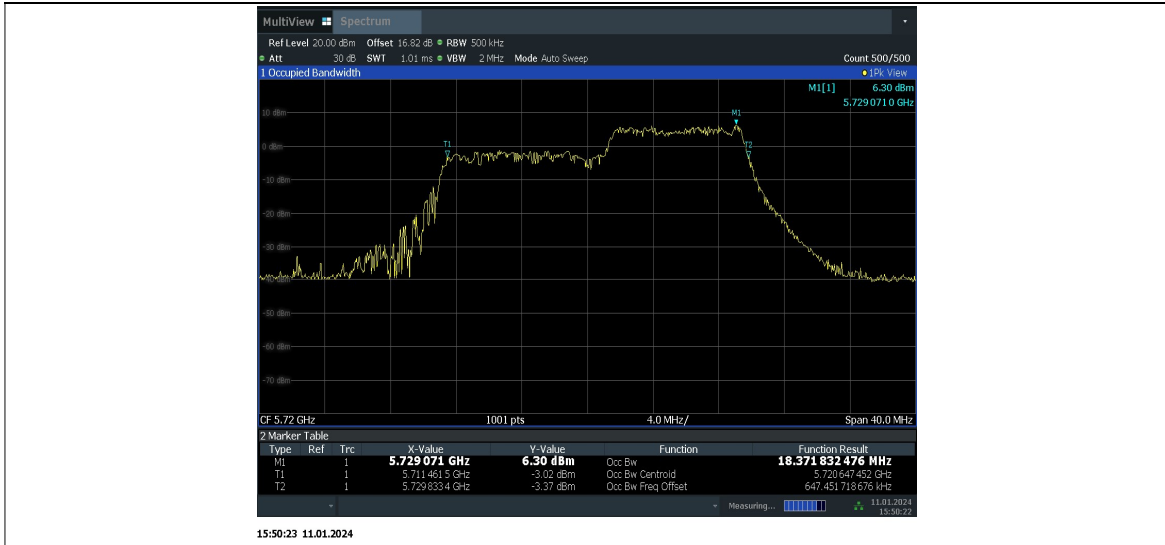 MultiView Spectrum
Ref Level 20.00 dBm Offset 16.82 dB RBW 500 kHz
Att 30 dB SWT 1.01 ms VBW 2 MHz Mode Auto Sweep Count 500/500
1 Occupied Bandwidth 1Pk View
M1[1] 6.30 dBm
5.729 071 0 GHz
M1
10 dBm
T1
T2
0 dBm
-10 dBm
-20 dBm
-30 dBm
-40 dBm
-50 dBm
-60 dBm
-70 dBm
CF 5.72 GHz 1001 pts 4.0 MHz/ Span 40.0 MHz
2 Marker Table
Type Ref Trc X-Value Y-Value Function Function Result
M1 1 5.729 071 GHz 6.30 dBm Occ Bw 18.371 832 476 MHz
T1 1 5.711 461 5 GHz -3.02 dBm Occ Bw Centroid 5.720 647 452 GHz
T2 1 5.729 833 4 GHz -3.37 dBm Occ Bw Freq Offset 647.451 718 676 kHz
Measuring... 11.01.2024
15:50:22
15:50:23 11.01.2024